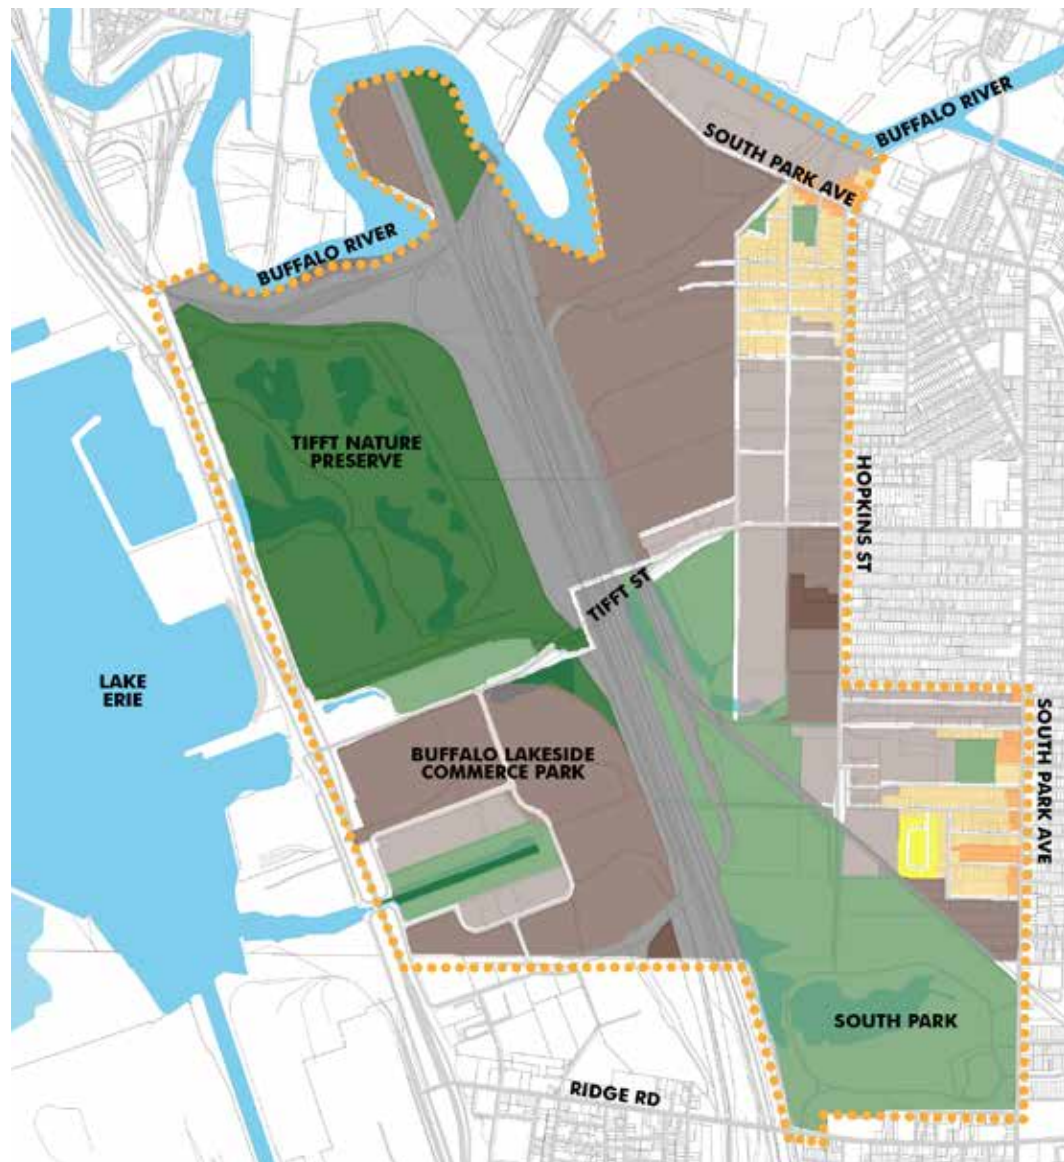 BUFFALO RIVER
SOUTH PARK AVE
BUFFALO RIVER
TIFFT NATURE
PRESERVE
HOPKINS ST
TIFFT ST
LAKE
ERIE
SOUTH PARK AVE
BUFFALO LAKESIDE
COMMERCE PARK
SOUTH PARK
RIDGE RD